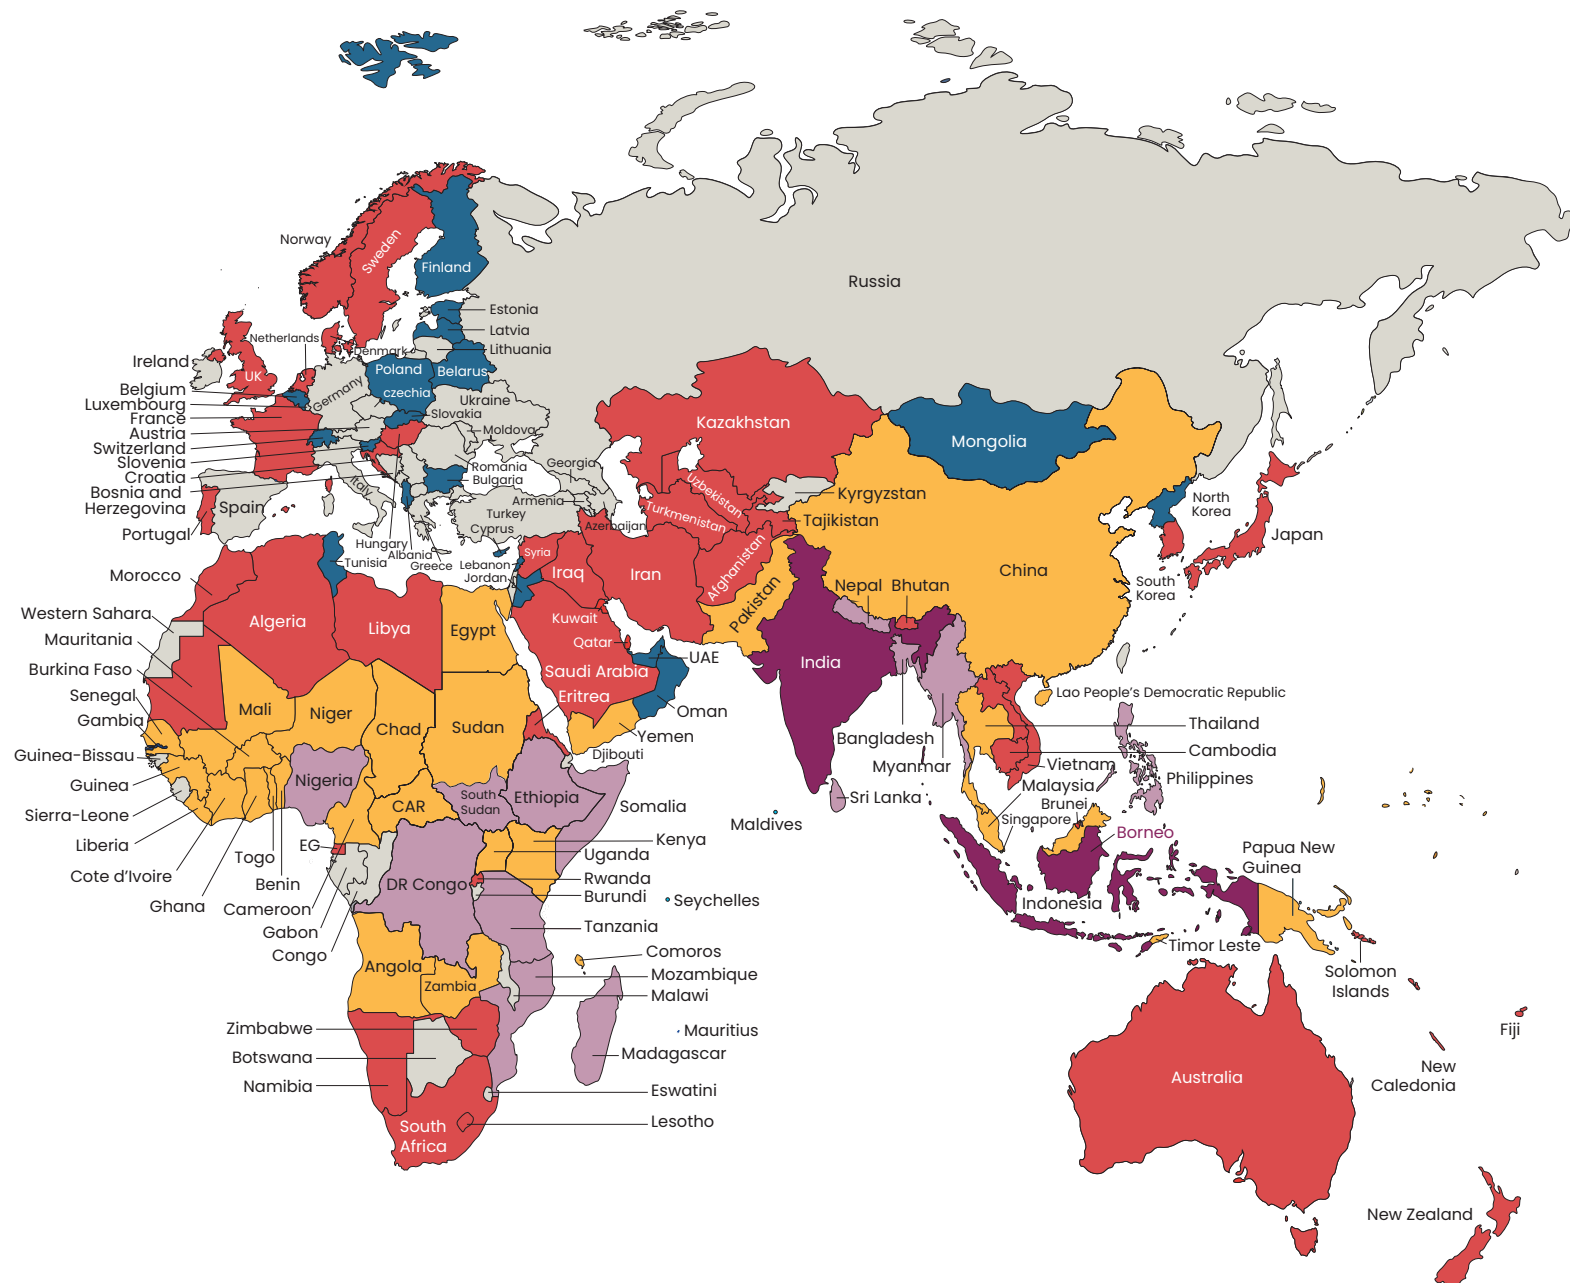 Norway
Sweden
Finland
Russia
Estonia
Latvia
Lithuania
Netherlands
Denmark
Ireland
UK
Belgium
Luxembourg
France
Austria
Switzerland
Slovenia
Croatia
Bosnia and
Herzegovina
Portugal
Spain
Germany
Poland
czechia
Belarus
Ukraine
Slovakia
Moldova
Romania
Bulgaria
Italy
Georgia
Armenia
Azerbaijan
Turkey
Cyprus
Hungary
Albania
Greece
Lebanon
Jordan
Syria
Iraq
Iran
Kuwait
Qatar
Saudi Arabia
UAE
Oman
Yemen
Kazakhstan
Uzbekistan
Turkmenistan
Kyrgyzstan
Tajikistan
Afghanistan
Pakistan
Mongolia
China
North
Korea
South
Korea
Japan
Nepal
Bhutan
India
Bangladesh
Myanmar
Sri Lanka
Maldives
Lao People's Democratic Republic
Thailand
Cambodia
Vietnam
Malaysia
Brunei
Singapore
Philippines
Borneo
Indonesia
Timor Leste
Papua New
Guinea
Solomon
Islands
Fiji
New
Caledonia
Australia
New Zealand
Tunisia
Morocco
Western Sahara
Mauritania
Burkina Faso
Senegal
Gambia
Guinea-Bissau
Guinea
Sierra-Leone
Liberia
Cote d'Ivoire
Ghana
Togo
Benin
EG
Cameroon
Gabon
Congo
Algeria
Libya
Egypt
Mali
Niger
Chad
Sudan
Eritrea
Djibouti
Nigeria
CAR
South
Sudan
Ethiopia
Somalia
Kenya
Uganda
Rwanda
Burundi
DR Congo
Seychelles
Tanzania
Comoros
Mozambique
Malawi
Mauritius
Madagascar
Angola
Zambia
Zimbabwe
Botswana
Namibia
Eswatini
Lesotho
South
Africa